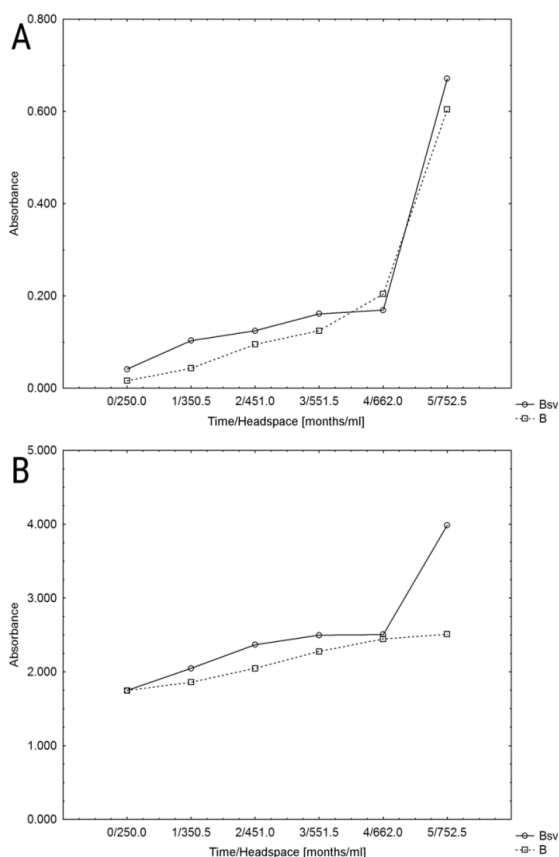 A
0.800
0.600
0.400
0.200
0.000
Absorbance
0/250.0 1/350.5 2/451.0 3/551.5 4/662.0 5/752.5
Time/Headspace [months/ml]
Bsv
B
B
5.000
4.000
3.000
2.000
1.000
0.000
Absorbance
0/250.0 1/350.5 2/451.0 3/551.5 4/662.0 5/752.5
Time/Headspace [months/ml]
Bsv
B